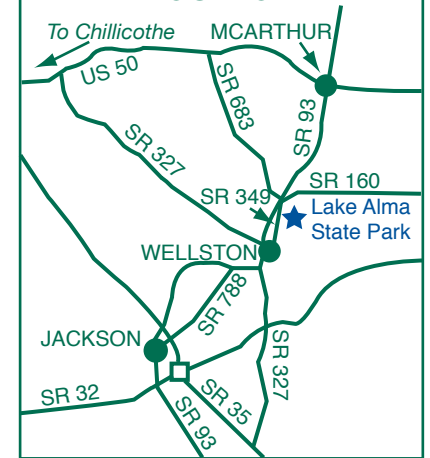 To Chillicothe
MCARTHUR
US 50
SR 683
SR 93
SR 327
SR 160
SR 349
Lake Alma
State Park
WELLSTON
SR 788
JACKSON
SR 327
SR 32
SR 35
SR 93